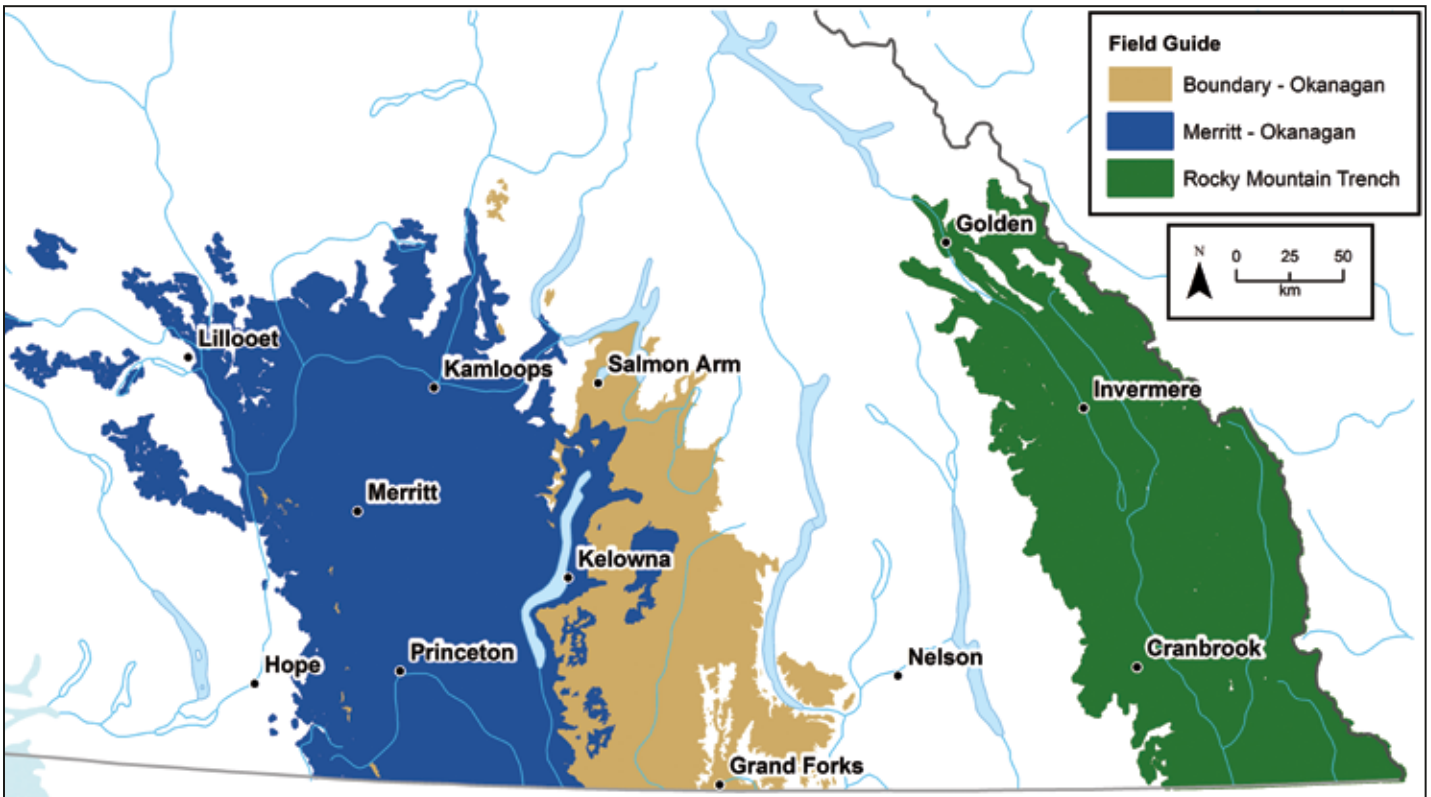 Field Guide
Boundary - Okanagan
Merritt - Okanagan
Rocky Mountain Trench
N
0 25 50
km
Golden
Lillooet
Kamloops
Salmon Arm
Invermere
Merritt
Kelowna
Hope
Princeton
Nelson
Cranbrook
Grand Forks